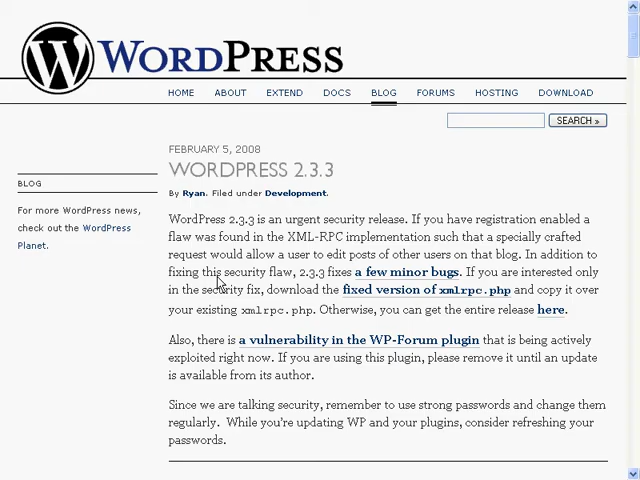 WORDPRESS
HOME ABOUT EXTEND DOCS BLOG FORUMS HOSTING DOWNLOAD
SEARCH »
BLOG
For more WordPress news,
check out the WordPress
Planet.
FEBRUARY 5, 2008
WORDPRESS 2.3.3
By Ryan. Filed under Development.
WordPress 2.3.3 is an urgent security release. If you have registration enabled a
flaw was found in the XML-RPC implementation such that a specially crafted
request would allow a user to edit posts of other users on that blog. In addition to
fixing this security flaw, 2.3.3 fixes a few minor bugs. If you are interested only
in the security fix, download the fixed version of xmlrpc.php and copy it over
your existing xmlrpc.php. Otherwise, you can get the entire release here.
Also, there is a vulnerability in the WP-Forum plugin that is being actively
exploited right now. If you are using this plugin, please remove it until an update
is available from its author.
Since we are talking security, remember to use strong passwords and change them
regularly. While you're updating WP and your plugins, consider refreshing your
passwords.